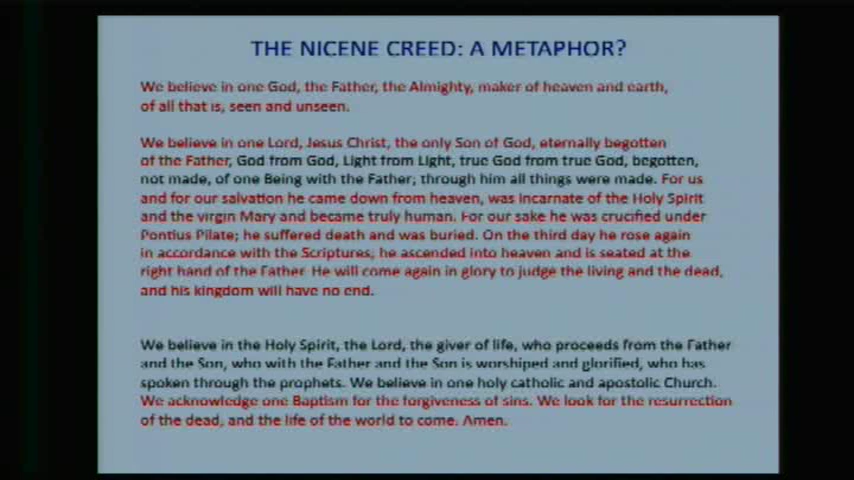 THE NICENE CREED: A METAPHOR?
We believe in one God, the Father, the Almighty, maker of heaven and earth,
of all that is, seen and unseen.
We believe in one Lord, Jesus Christ, the only Son of God, eternally begotten
of the Father, God from God, Light from Light, true God from true God, begotten,
not made, of one Being with the Father; through him all things were made. For us
and for our salvation he came down from heaven, was incarnate of the Holy Spirit
and the virgin Mary and became truly human. For our sake he was crucified under
Pontius Pilate; he suffered death and was buried. On the third day he rose again
in accordance with the Scriptures; he ascended into heaven and is seated at the
right hand of the Father. He will come again in glory to judge the living and the dead,
and his kingdom will have no end.
We believe in the Holy Spirit, the Lord, the giver of life, who proceeds from the Father
and the Son, who with the Father and the Son is worshiped and glorified, who has
spoken through the prophets. We believe in one holy catholic and apostolic Church.
We acknowledge one Baptism for the forgiveness of sins. We look for the resurrection
of the dead, and the life of the world to come. Amen.